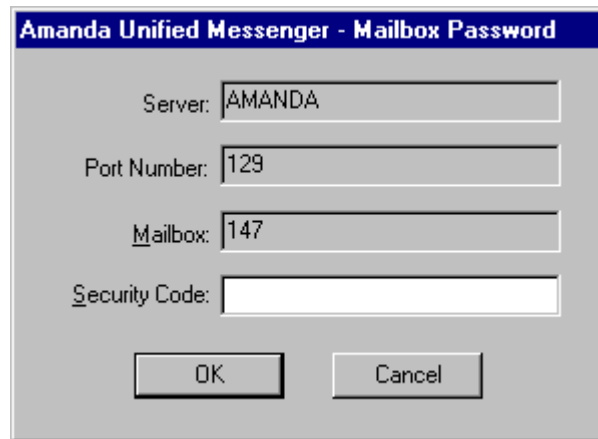 Amanda Unified Messenger - Mailbox Password
Server: AMANDA
Port Number: 129
Mailbox: 147
Security Code:
OK Cancel